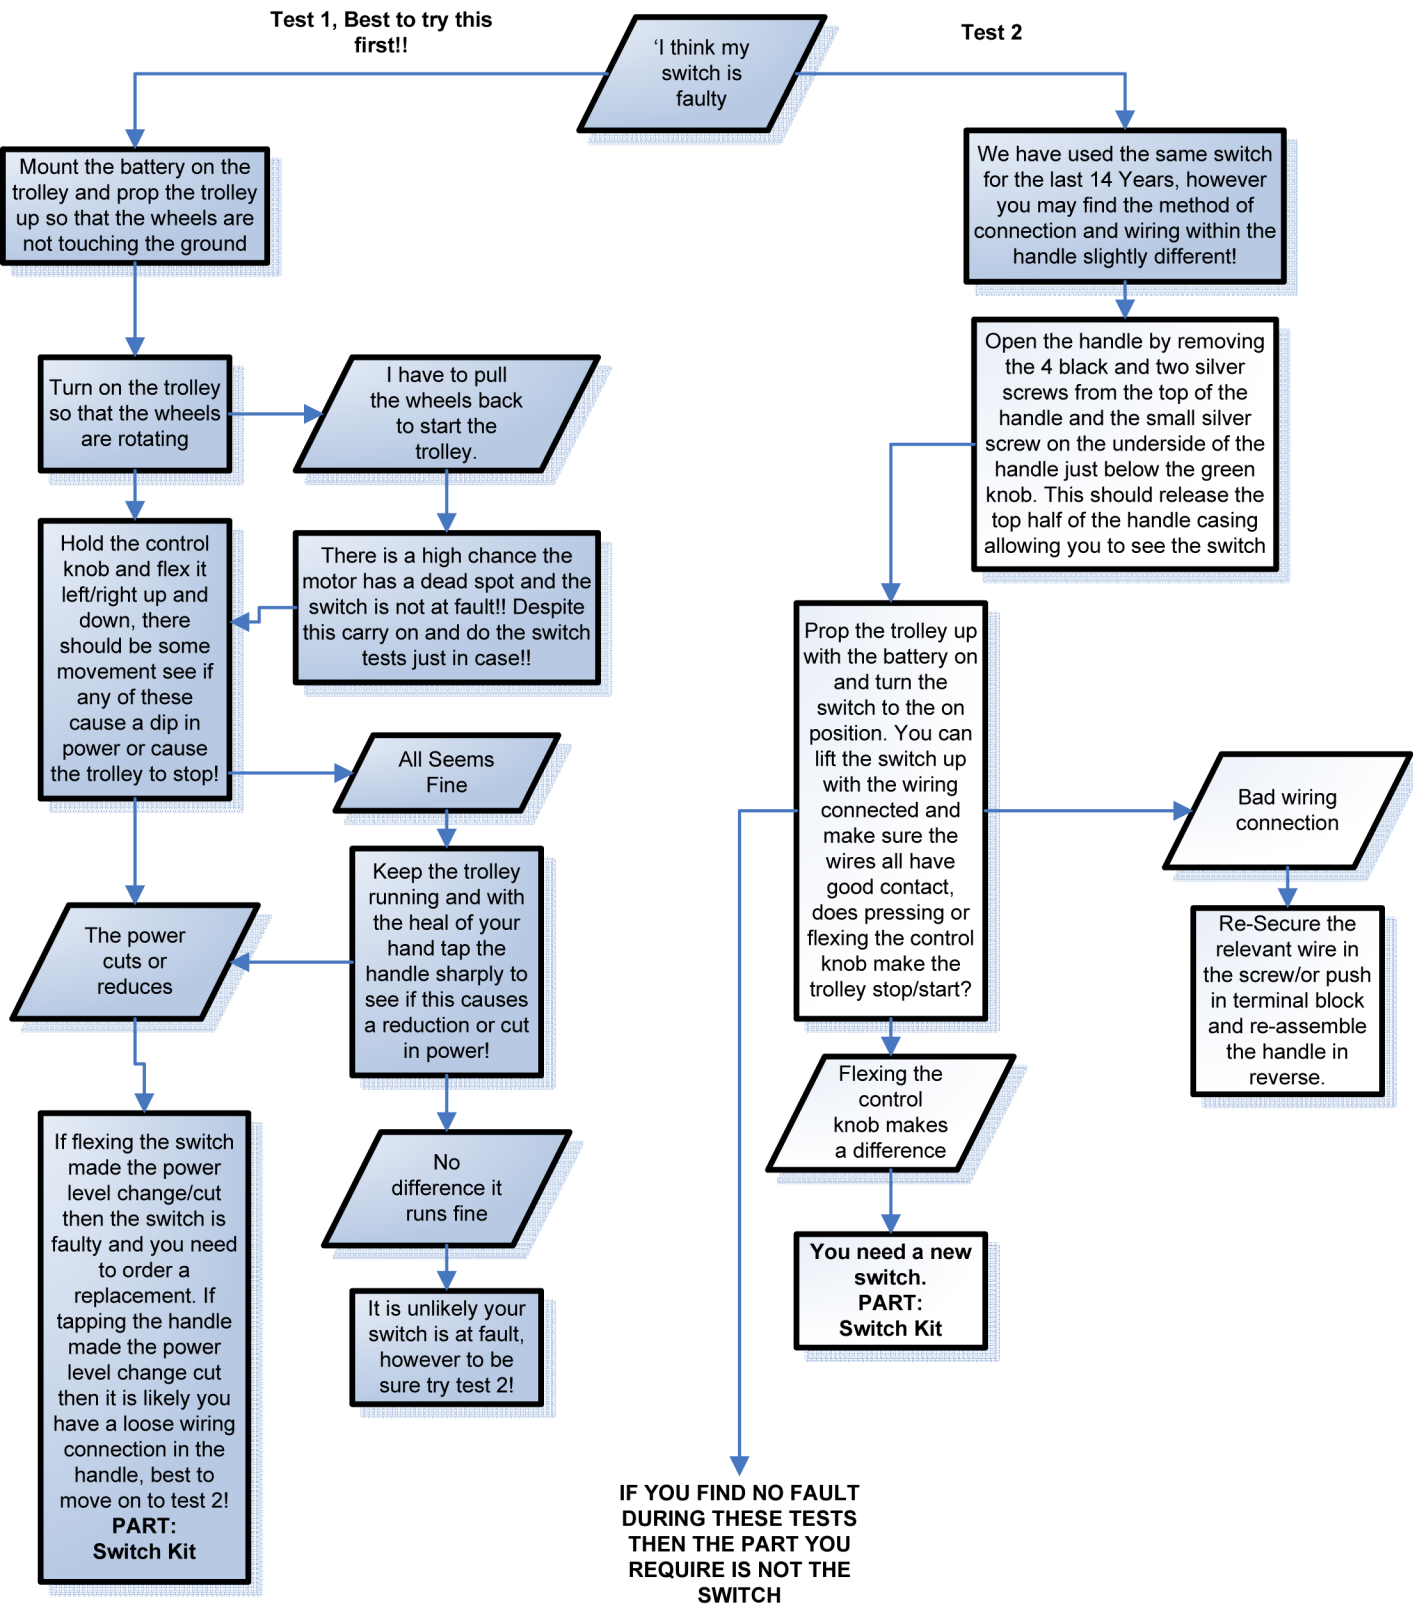 Test 1, Best to try this
first!!
‘I think my
switch is
faulty
Test 2
Mount the battery on the
trolley and prop the trolley
up so that the wheels are
not touching the ground
Turn on the trolley
so that the wheels
are rotating
I have to pull
the wheels back
to start the
trolley.
Hold the control
knob and flex it
left/right up and
down, there
should be some
movement see if
any of these
cause a dip in
power or cause
the trolley to stop!
There is a high chance the
motor has a dead spot and the
switch is not at fault!! Despite
this carry on and do the switch
tests just in case!!
All Seems
Fine
Keep the trolley
running and with
the heal of your
hand tap the
handle sharply to
see if this causes
a reduction or cut
in power!
The power
cuts or
reduces
No
difference it
runs fine
If flexing the switch
made the power
level change/cut
then the switch is
faulty and you need
to order a
replacement. If
tapping the handle
made the power
level change cut
then it is likely you
have a loose wiring
connection in the
handle, best to
move on to test 2!
PART:
Switch Kit
It is unlikely your
switch is at fault,
however to be
sure try test 2!
We have used the same switch
for the last 14 Years, however
you may find the method of
connection and wiring within the
handle slightly different!
Open the handle by removing
the 4 black and two silver
screws from the top of the
handle and the small silver
screw on the underside of the
handle just below the green
knob. This should release the
top half of the handle casing
allowing you to see the switch
Prop the trolley up
with the battery on
and turn the
switch to the on
position. You can
lift the switch up
with the wiring
connected and
make sure the
wires all have
good contact,
does pressing or
flexing the control
knob make the
trolley stop/start?
Bad wiring
connection
Re-Secure the
relevant wire in
the screw/or push
in terminal block
and re-assemble
the handle in
reverse.
Flexing the
control
knob makes
a difference
You need a new
switch.
PART:
Switch Kit
IF YOU FIND NO FAULT
DURING THESE TESTS
THEN THE PART YOU
REQUIRE IS NOT THE
SWITCH